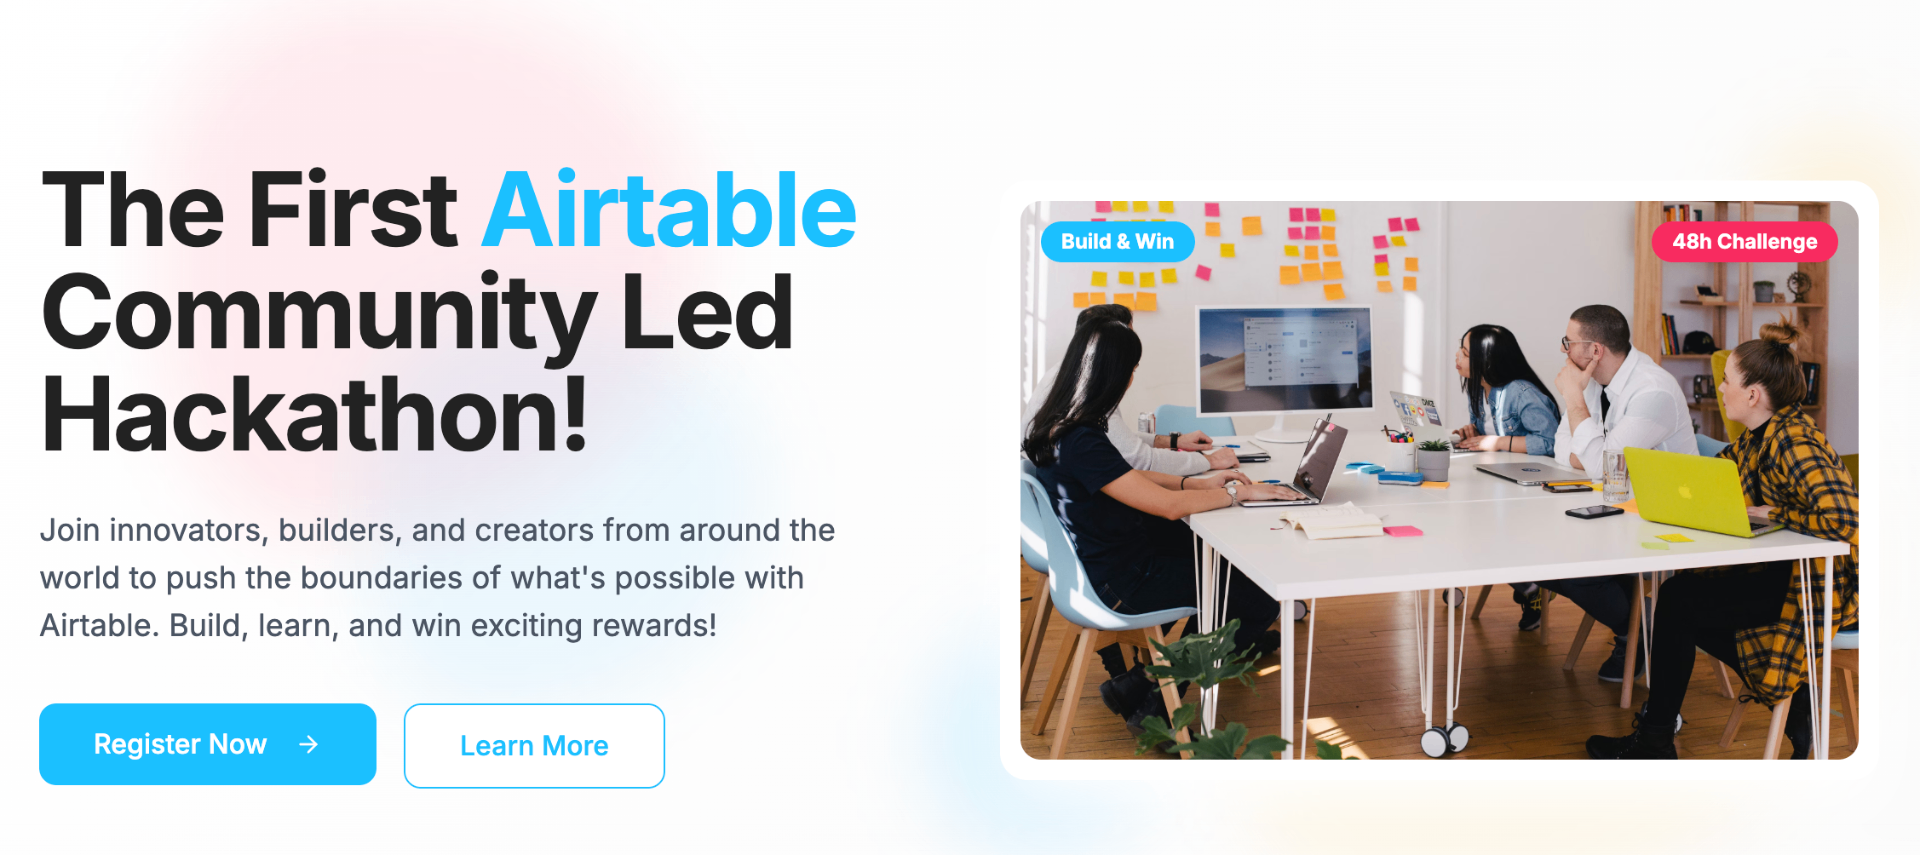 The First Airtable
Community Led
Hackathon!
Join innovators, builders, and creators from around the
world to push the boundaries of what's possible with
Airtable. Build, learn, and win exciting rewards!
Register Now →
Learn More
Build & Win
48h Challenge